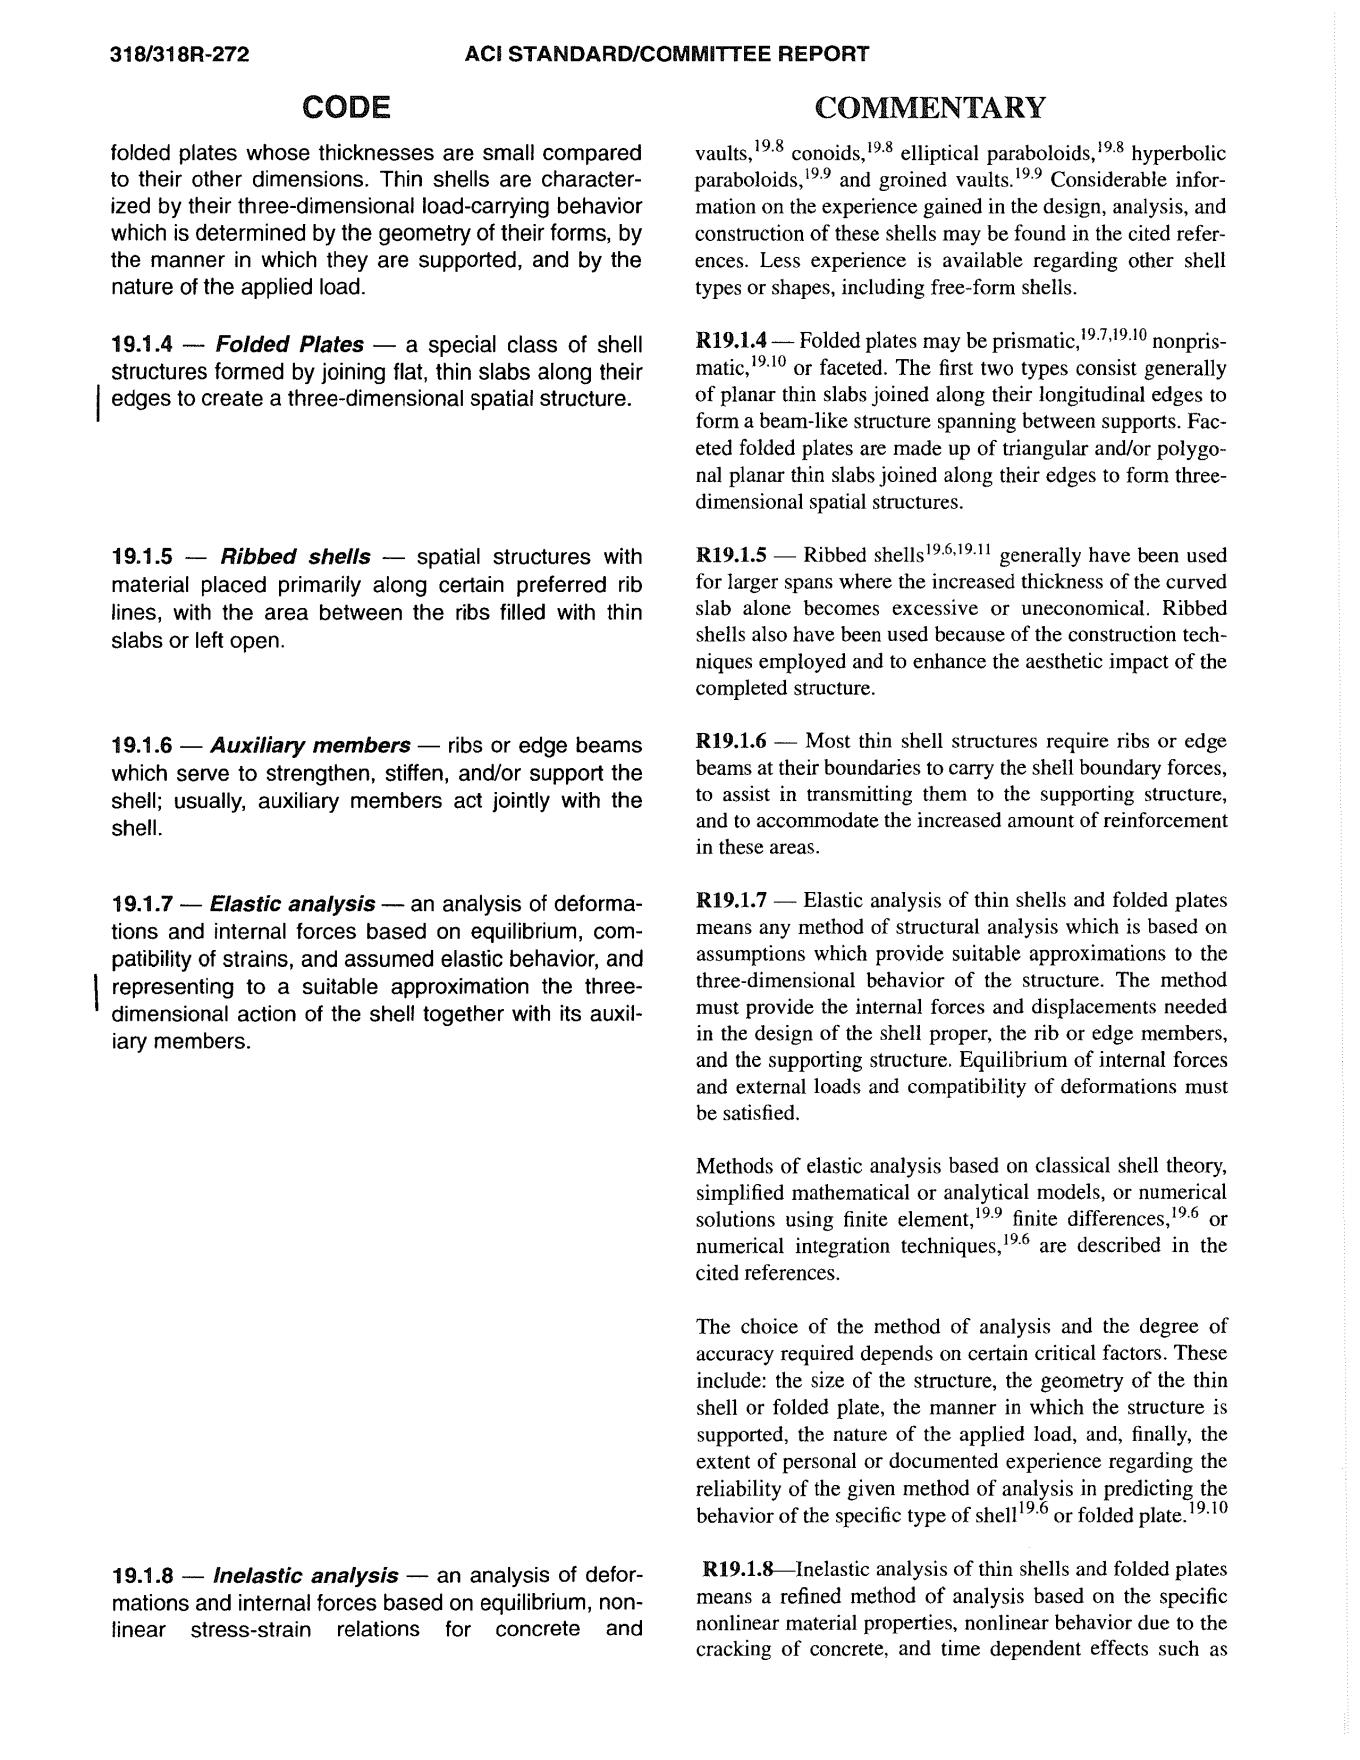 318/318R-272
ACI STANDARD/COMMITTEE REPORT
CODE
folded plates whose thicknesses are small compared
to their other dimensions. Thin shells are character-
ized by their three-dimensional load-carrying behavior
which is determined by the geometry of their forms, by
the manner in which they are supported, and by the
nature of the applied load.
19.1.4 — Folded Plates — a special class of shell
structures formed by joining flat, thin slabs along their
edges to create a three-dimensional spatial structure.
19.1.5 — Ribbed shells — spatial structures with
material placed primarily along certain preferred rib
lines, with the area between the ribs filled with thin
slabs or left open.
19.1.6 — Auxiliary members — ribs or edge beams
which serve to strengthen, stiffen, and/or support the
shell; usually, auxiliary members act jointly with the
shell.
19.1.7 — Elastic analysis — an analysis of deforma-
tions and internal forces based on equilibrium, com-
patibility of strains, and assumed elastic behavior, and
representing to a suitable approximation the three-
dimensional action of the shell together with its auxil-
iary members.
19.1.8 — Inelastic analysis — an analysis of defor-
mations and internal forces based on equilibrium, non-
linear stress-strain relations for concrete and
COMMENTARY
vaults,19.8 conoids,19.8 elliptical paraboloids,19.8 hyperbolic
paraboloids,19.9 and groined vaults.19.9 Considerable infor-
mation on the experience gained in the design, analysis, and
construction of these shells may be found in the cited refer-
ences. Less experience is available regarding other shell
types or shapes, including free-form shells.
R19.1.4 — Folded plates may be prismatic,19.7,19.10 nonpris-
matic,19.10 or faceted. The first two types consist generally
of planar thin slabs joined along their longitudinal edges to
form a beam-like structure spanning between supports. Fac-
eted folded plates are made up of triangular and/or polygo-
nal planar thin slabs joined along their edges to form three-
dimensional spatial structures.
R19.1.5 — Ribbed shells19.6,19.11 generally have been used
for larger spans where the increased thickness of the curved
slab alone becomes excessive or uneconomical. Ribbed
shells also have been used because of the construction tech-
niques employed and to enhance the aesthetic impact of the
completed structure.
R19.1.6 — Most thin shell structures require ribs or edge
beams at their boundaries to carry the shell boundary forces,
to assist in transmitting them to the supporting structure,
and to accommodate the increased amount of reinforcement
in these areas.
R19.1.7 — Elastic analysis of thin shells and folded plates
means any method of structural analysis which is based on
assumptions which provide suitable approximations to the
three-dimensional behavior of the structure. The method
must provide the internal forces and displacements needed
in the design of the shell proper, the rib or edge members,
and the supporting structure. Equilibrium of internal forces
and external loads and compatibility of deformations must
be satisfied.
Methods of elastic analysis based on classical shell theory,
simplified mathematical or analytical models, or numerical
solutions using finite element,19.9 finite differences,19.6 or
numerical integration techniques,19.6 are described in the
cited references.
The choice of the method of analysis and the degree of
accuracy required depends on certain critical factors. These
include: the size of the structure, the geometry of the thin
shell or folded plate, the manner in which the structure is
supported, the nature of the applied load, and, finally, the
extent of personal or documented experience regarding the
reliability of the given method of analysis in predicting the
behavior of the specific type of shell19.6 or folded plate.19.10
R19.1.8—Inelastic analysis of thin shells and folded plates
means a refined method of analysis based on the specific
nonlinear material properties, nonlinear behavior due to the
cracking of concrete, and time dependent effects such as